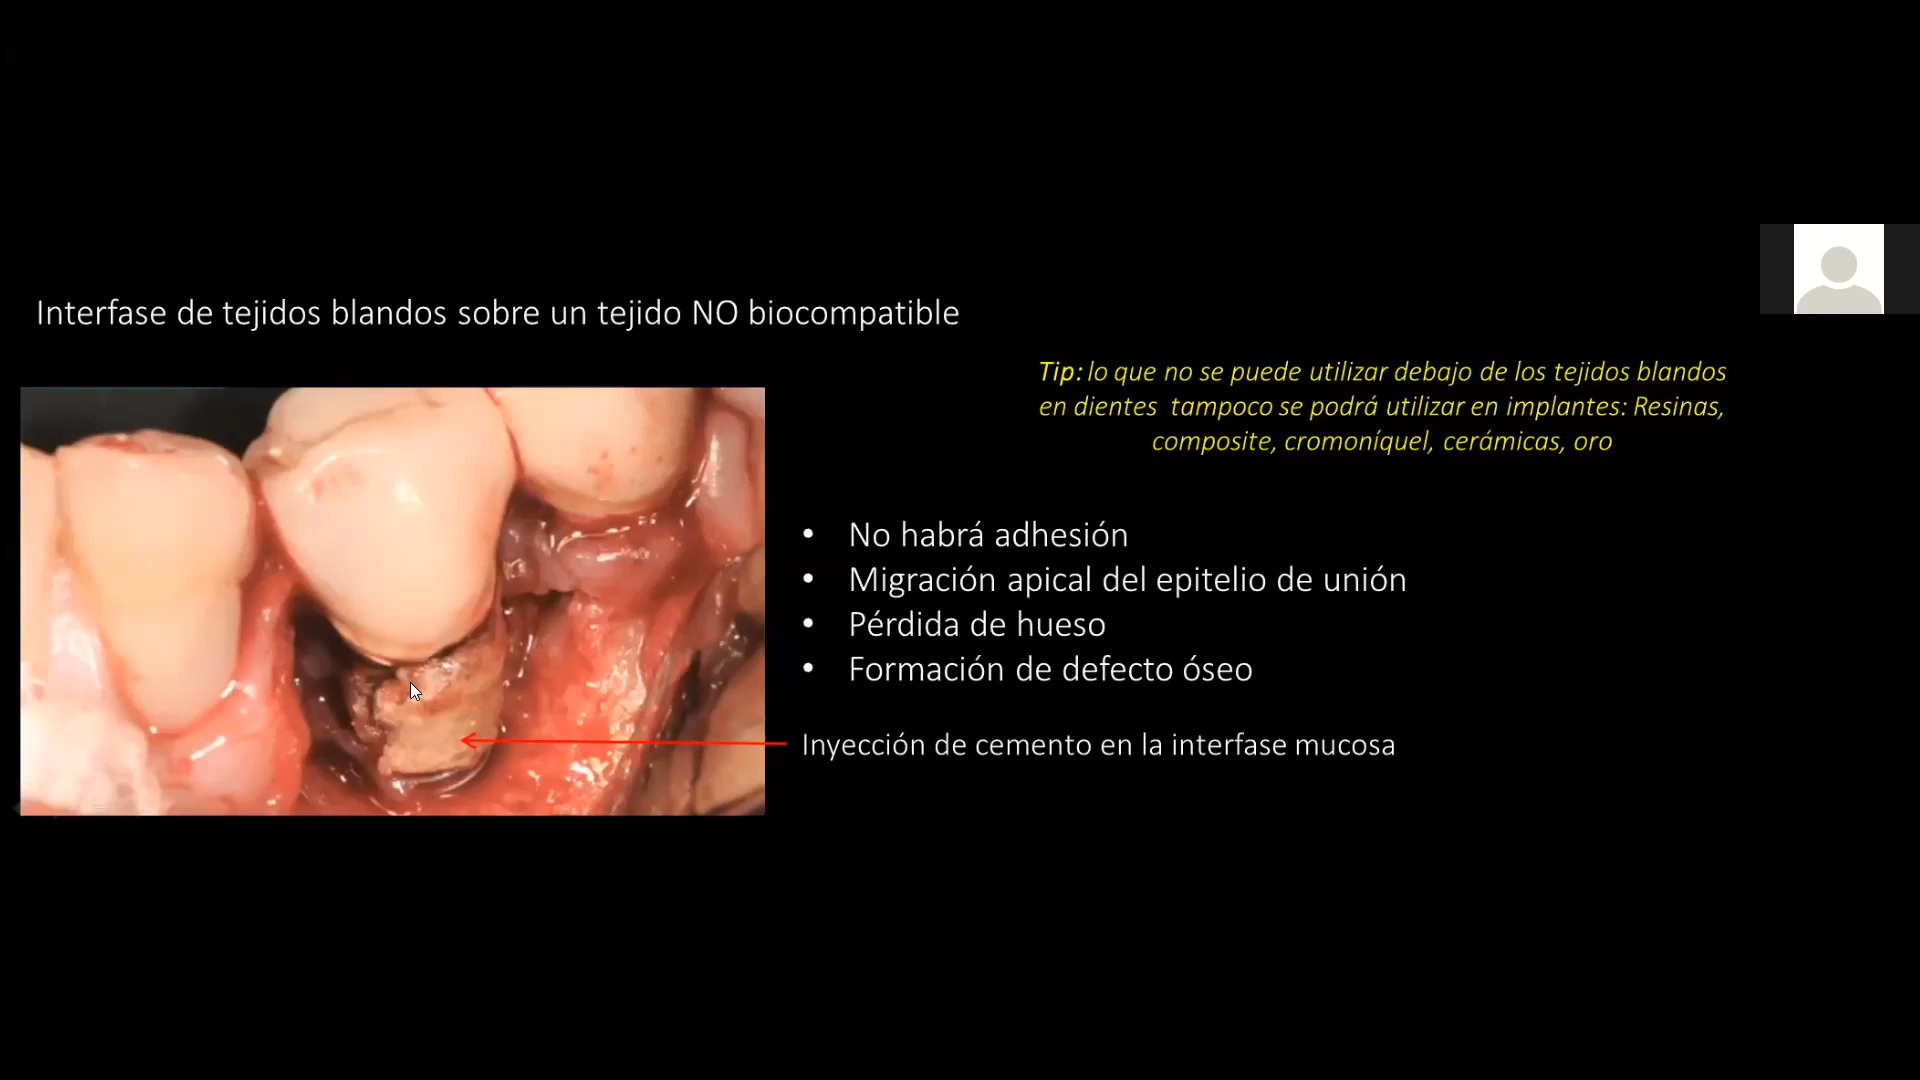 Interfase de tejidos blandos sobre un tejido NO biocompatible
Tip: lo que no se puede utilizar debajo de los tejidos blandos
en dientes tampoco se podrá utilizar en implantes: Resinas,
composite, cromoníquel, cerámicas, oro
• No habrá adhesión
• Migración apical del epitelio de unión
• Pérdida de hueso
• Formación de defecto óseo
Inyección de cemento en la interfase mucosa